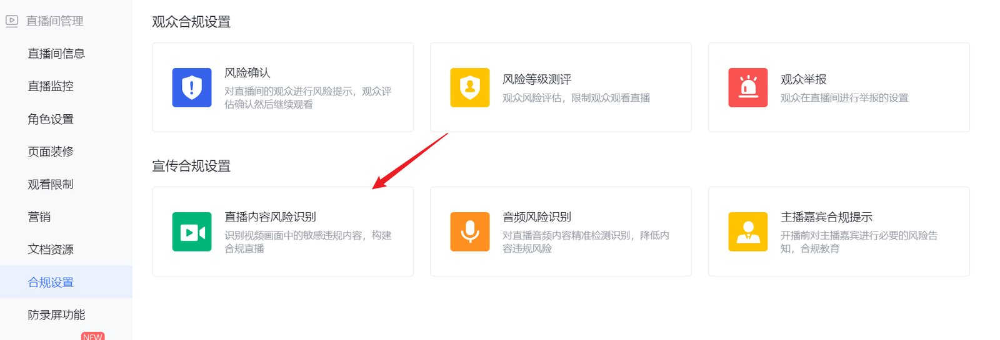 直播间管理
直播间信息
直播监控
角色设置
页面装修
观看限制
营销
文档资源
合规设置
防录屏功能
NEW
观众合规设置
风险确认
对直播间的观众进行风险提示，观众评
估确认然后继续观看
风险等级测评
观众风险评估，限制观众观看直播
观众举报
观众在直播间进行举报的设置
宣传合规设置
直播内容风险识别
识别视频画面中的敏感违规内容，构建
合规直播
音频风险识别
对直播音频内容精准检测识别，降低内
容违规风险
主播嘉宾合规提示
开播前对主播嘉宾进行必要的风险告
知，合规教育